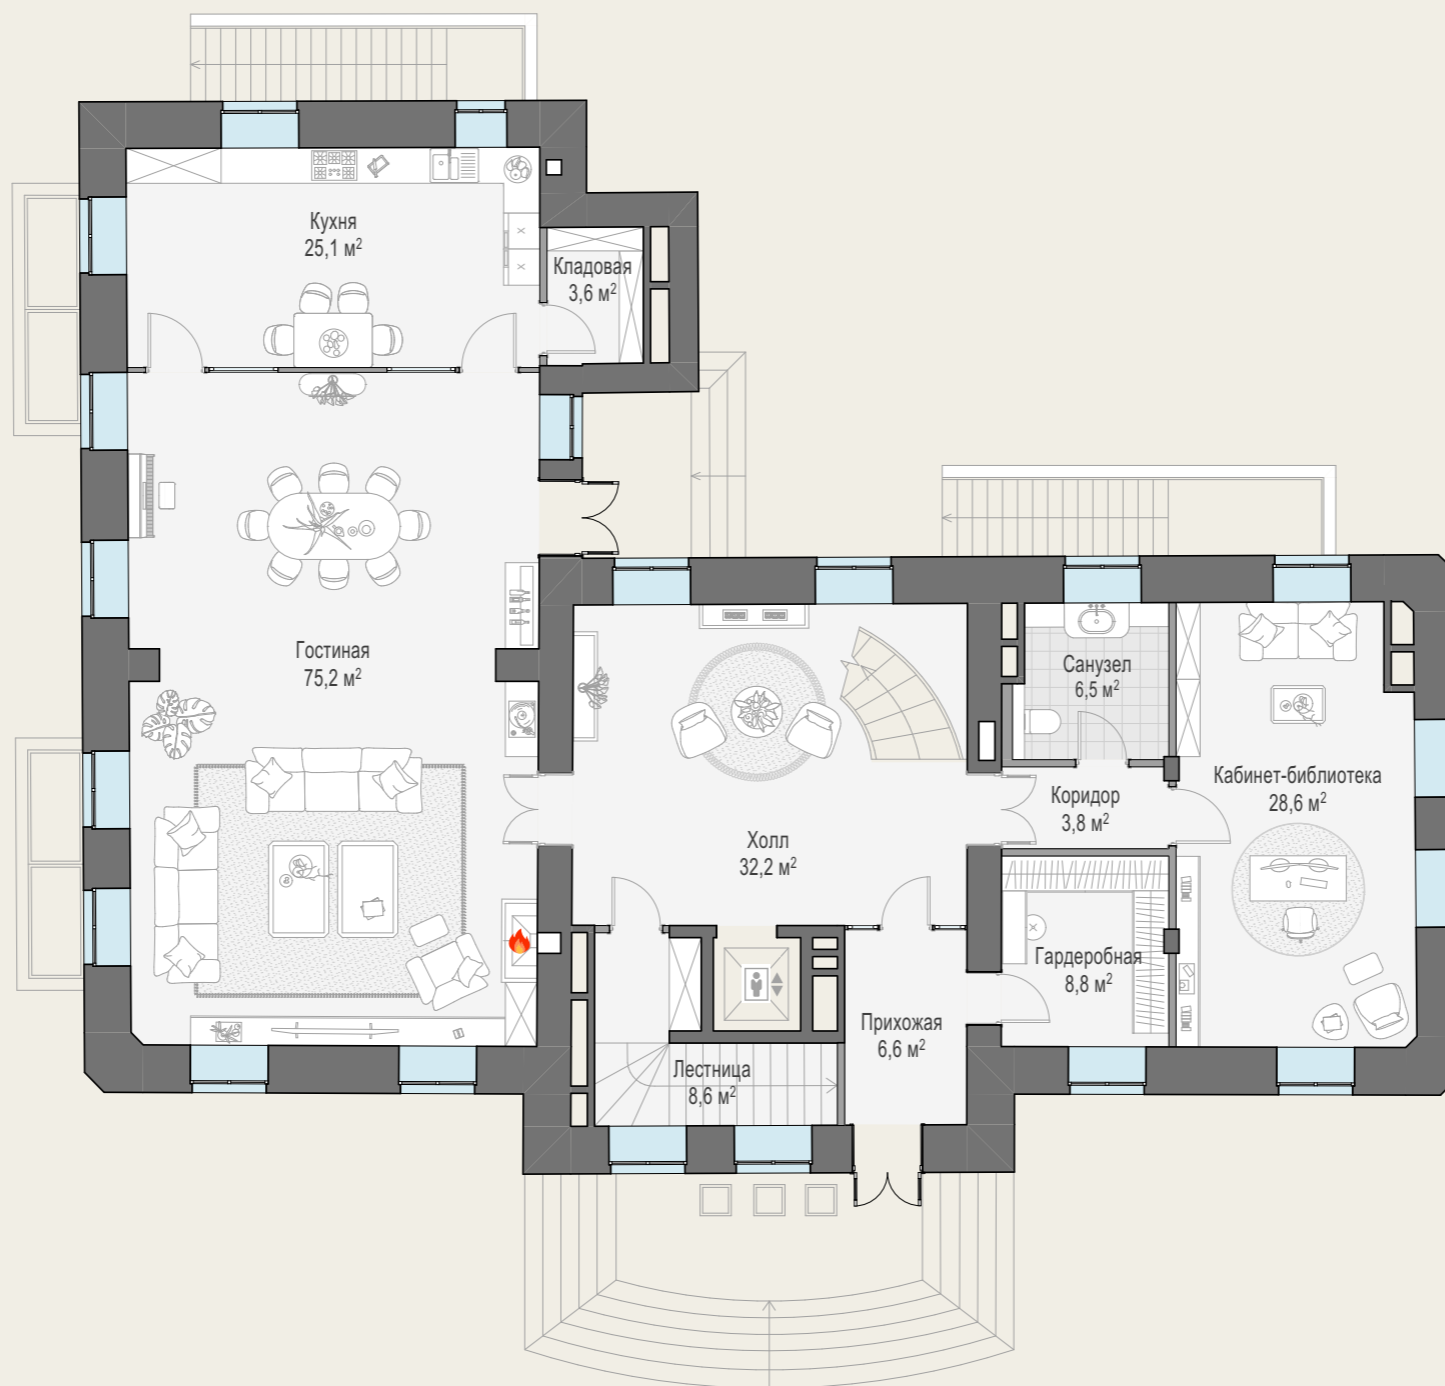 Кухня
25,1 м²
Кладовая
3,6 м²
Гостиная
75,2 м²
Санузел
6,5 м²
Кабинет-библиотека
28,6 м²
Коридор
3,8 м²
Холл
32,2 м²
Гардеробная
8,8 м²
Прихожая
6,6 м²
Лестница
8,6 м²